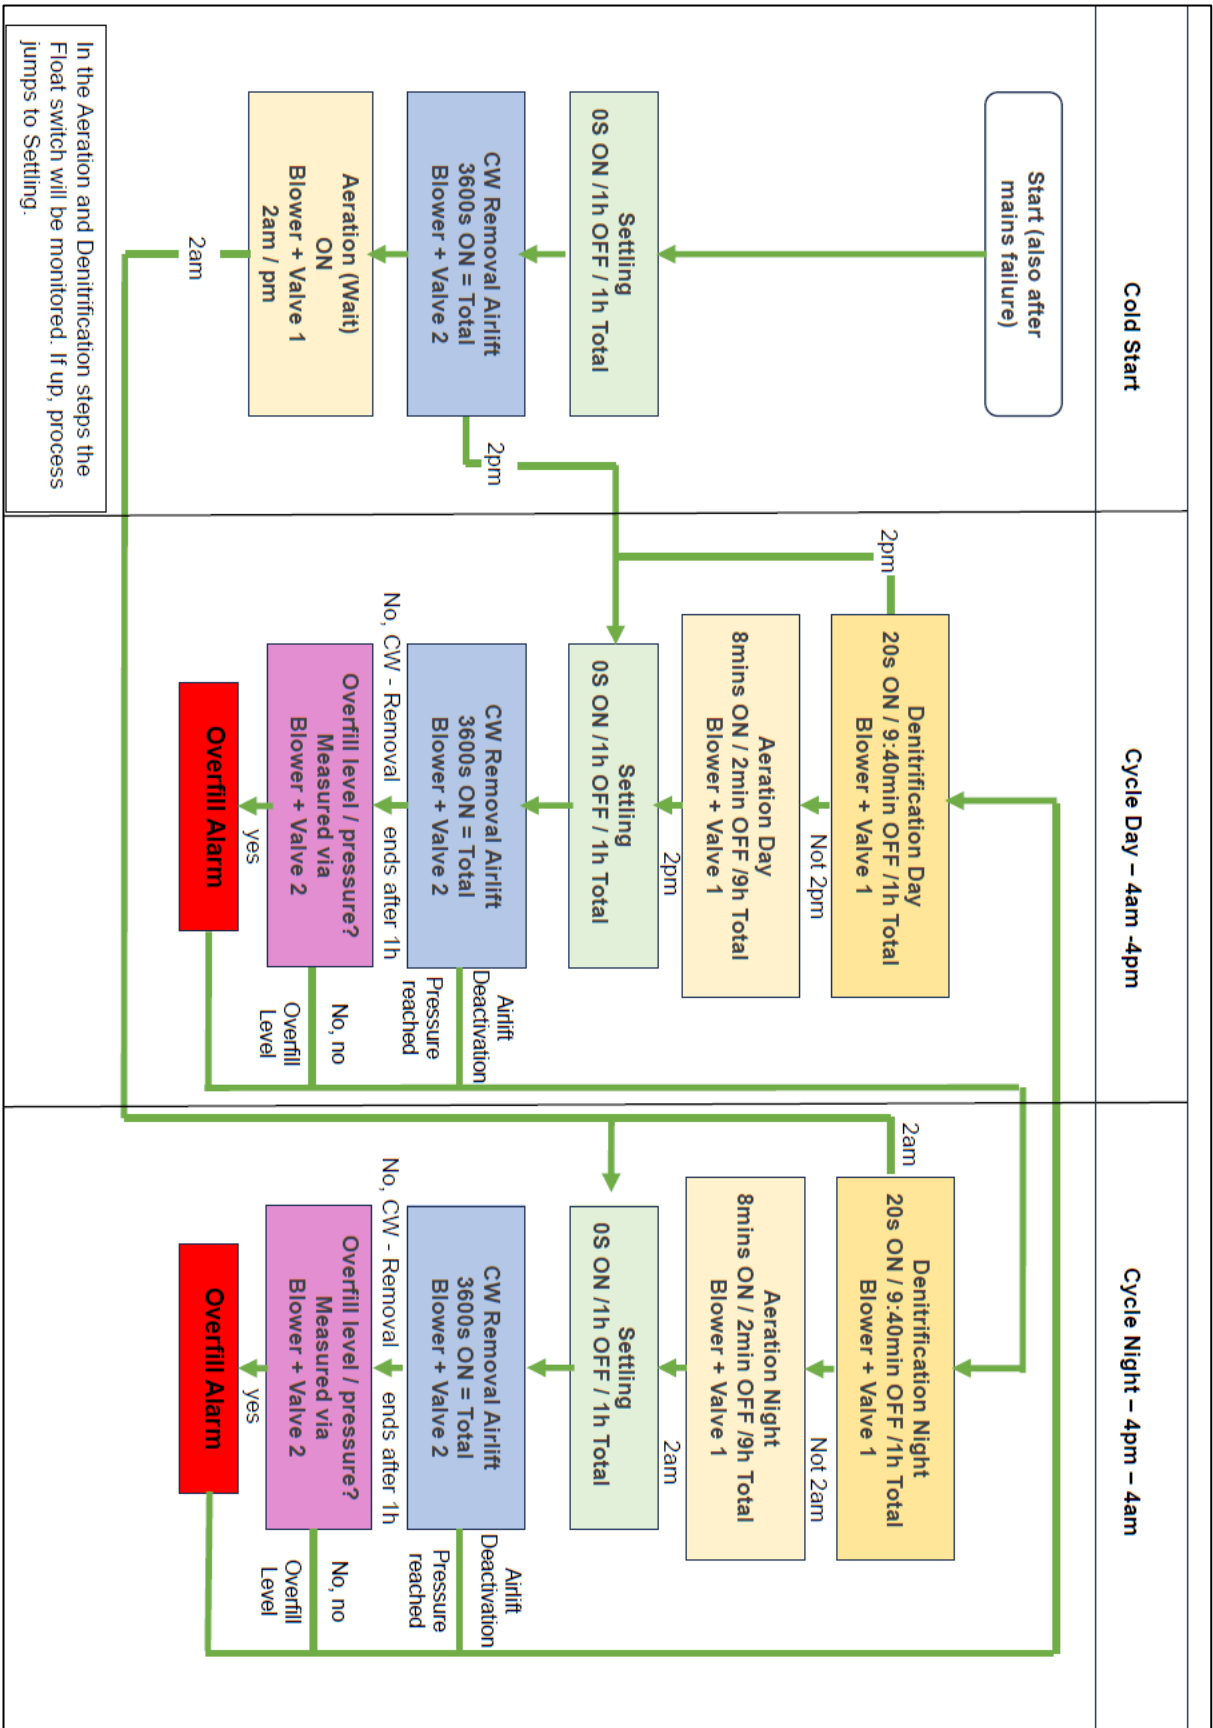 Cold Start –
Start (also after
mains failure)
Settling
0S ON /1h OFF / 1h Total
CW Removal Airlift
3600s ON = Total
Blower + Valve 2
2pm
Aeration (Wait)
ON
Blower + Valve 1
2am / pm
2am
In the Aeration and Denitrification steps the
Float switch will be monitored. If up, process
jumps to Settling.
Cycle Day – 4am -4pm
Denitrification Day
20s ON / 9:40min OFF /1h Total
Blower + Valve 1
2pm
Not 2pm
Aeration Day
8mins ON / 2min OFF /9h Total
Blower + Valve 1
2pm
Settling
0S ON /1h OFF / 1h Total
CW Removal Airlift
3600s ON = Total
Blower + Valve 2
Airlift
Deactivation
Pressure
reached
No, CW - Removal ends after 1h
Overfill level / pressure?
Measured via
Blower + Valve 2
No, no
Overfill
Level
yes
Overfill Alarm
Cycle Night – 4pm – 4am
2am
Denitrification Night
20s ON / 9:40min OFF /1h Total
Blower + Valve 1
Not 2am
Aeration Night
8mins ON / 2min OFF /9h Total
Blower + Valve 1
2am
Settling
0S ON /1h OFF / 1h Total
CW Removal Airlift
3600s ON = Total
Blower + Valve 2
Airlift
Deactivation
Pressure
reached
No, CW - Removal ends after 1h
Overfill level / pressure?
Measured via
Blower + Valve 2
No, no
Overfill
Level
yes
Overfill Alarm